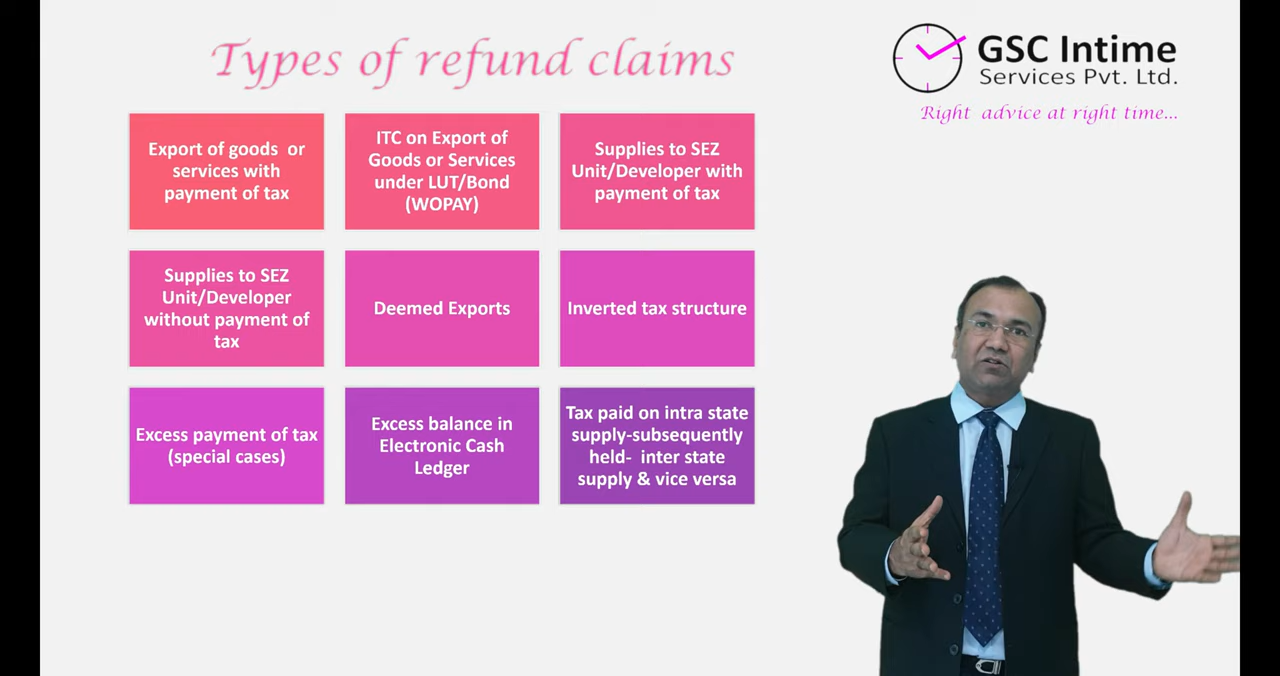 Types of refund claims
GSC Intime
Services Pvt. Ltd.
Right advice at right time...
Export of goods or
services with
payment of tax
ITC on Export of
Goods or Services
under LUT/Bond
(WOPAY)
Supplies to SEZ
Unit/Developer with
payment of tax
Supplies to SEZ
Unit/Developer
without payment of
tax
Deemed Exports
Inverted tax structure
Excess payment of tax
(special cases)
Excess balance in
Electronic Cash
Ledger
Tax paid on intra state
supply-subsequently
held- inter state
supply & vice versa